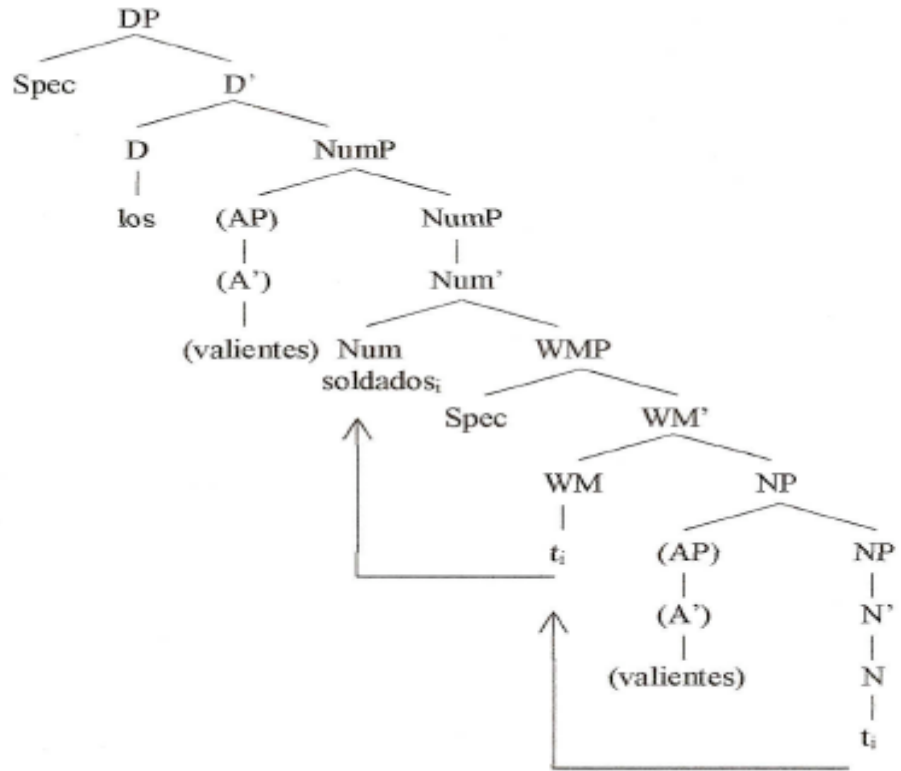 DP
Spec D’
D NumP
los (AP) NumP
(A’) Num’
(valientes) Num WMP
soldadosᵢ
Spec WM’
WM NP
tᵢ (AP) NP
(A’) N’
(valientes) N
tᵢ